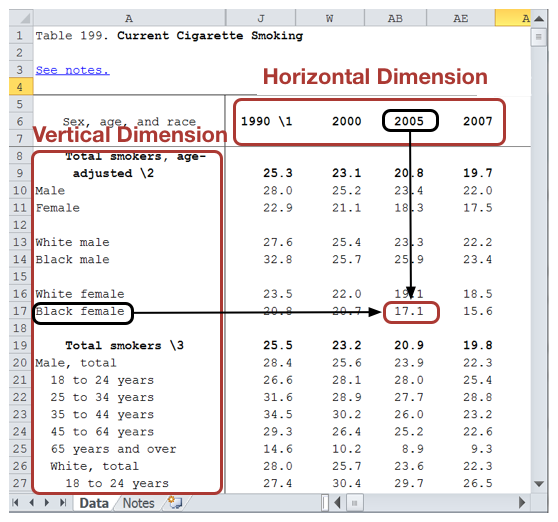 A J AB AE A
1 Table 199. Current Cigarette Smoking
2
3 See notes.
4 Horizontal Dimension
5
6 Sex, age, and race 1990 \1 2000 2005 2007
7 Vertical Dimension
8 Total smokers, age-
9 adjusted \2 25.3 23.1 20.8 19.7
10 Male 28.0 25.2 23.4 22.0
11 Female 22.9 21.1 18.3 17.5
12
13 White male 27.6 25.4 23.3 22.2
14 Black male 32.8 25.7 25.9 23.4
15
16 White female 23.5 22.0 19.1 18.5
17 Black female 20.8 20.7 17.1 15.6
18
19 Total smokers \3 25.5 23.2 20.9 19.8
20 Male, total 28.4 25.6 23.9 22.3
21 18 to 24 years 26.6 28.1 28.0 25.4
22 25 to 34 years 31.6 28.9 27.7 28.8
23 35 to 44 years 34.5 30.2 26.0 23.2
24 45 to 64 years 29.3 26.4 25.2 22.6
25 65 years and over 14.6 10.2 8.9 9.3
26 White, total 28.0 25.7 23.6 22.3
27 18 to 24 years 27.4 30.4 29.7 26.5
Data Notes